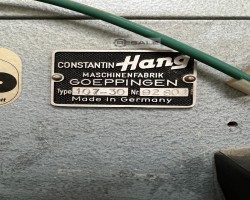 CONSTANTIN Hang
MASCHINENFABRIK
GOEPPINGEN
Type 107-30 Nr.
Made in Germany